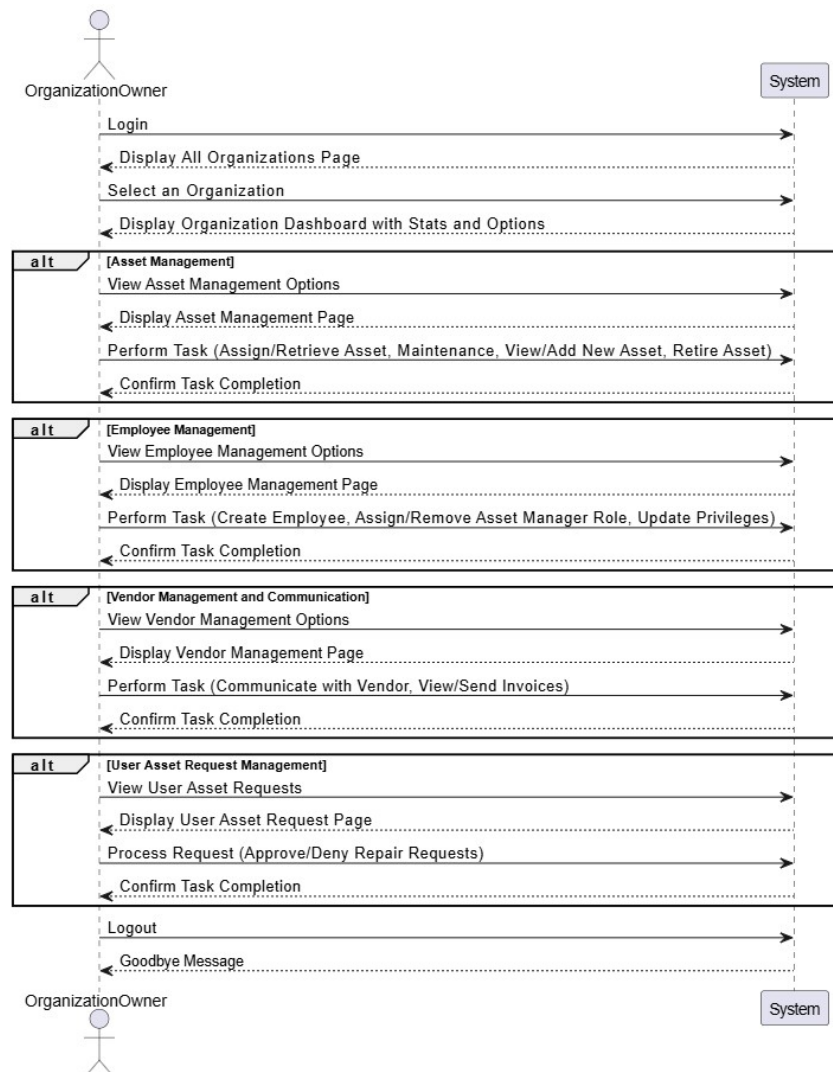 OrganizationOwner
System
Login
Display All Organizations Page
Select an Organization
Display Organization Dashboard with Stats and Options
alt [Asset Management]
View Asset Management Options
Display Asset Management Page
Perform Task (Assign/Retrieve Asset, Maintenance, View/Add New Asset, Retire Asset)
Confirm Task Completion
alt [Employee Management]
View Employee Management Options
Display Employee Management Page
Perform Task (Create Employee, Assign/Remove Asset Manager Role, Update Privileges)
Confirm Task Completion
alt [Vendor Management and Communication]
View Vendor Management Options
Display Vendor Management Page
Perform Task (Communicate with Vendor, View/Send Invoices)
Confirm Task Completion
alt [User Asset Request Management]
View User Asset Requests
Display User Asset Request Page
Process Request (Approve/Deny Repair Requests)
Confirm Task Completion
Logout
Goodbye Message
OrganizationOwner
System